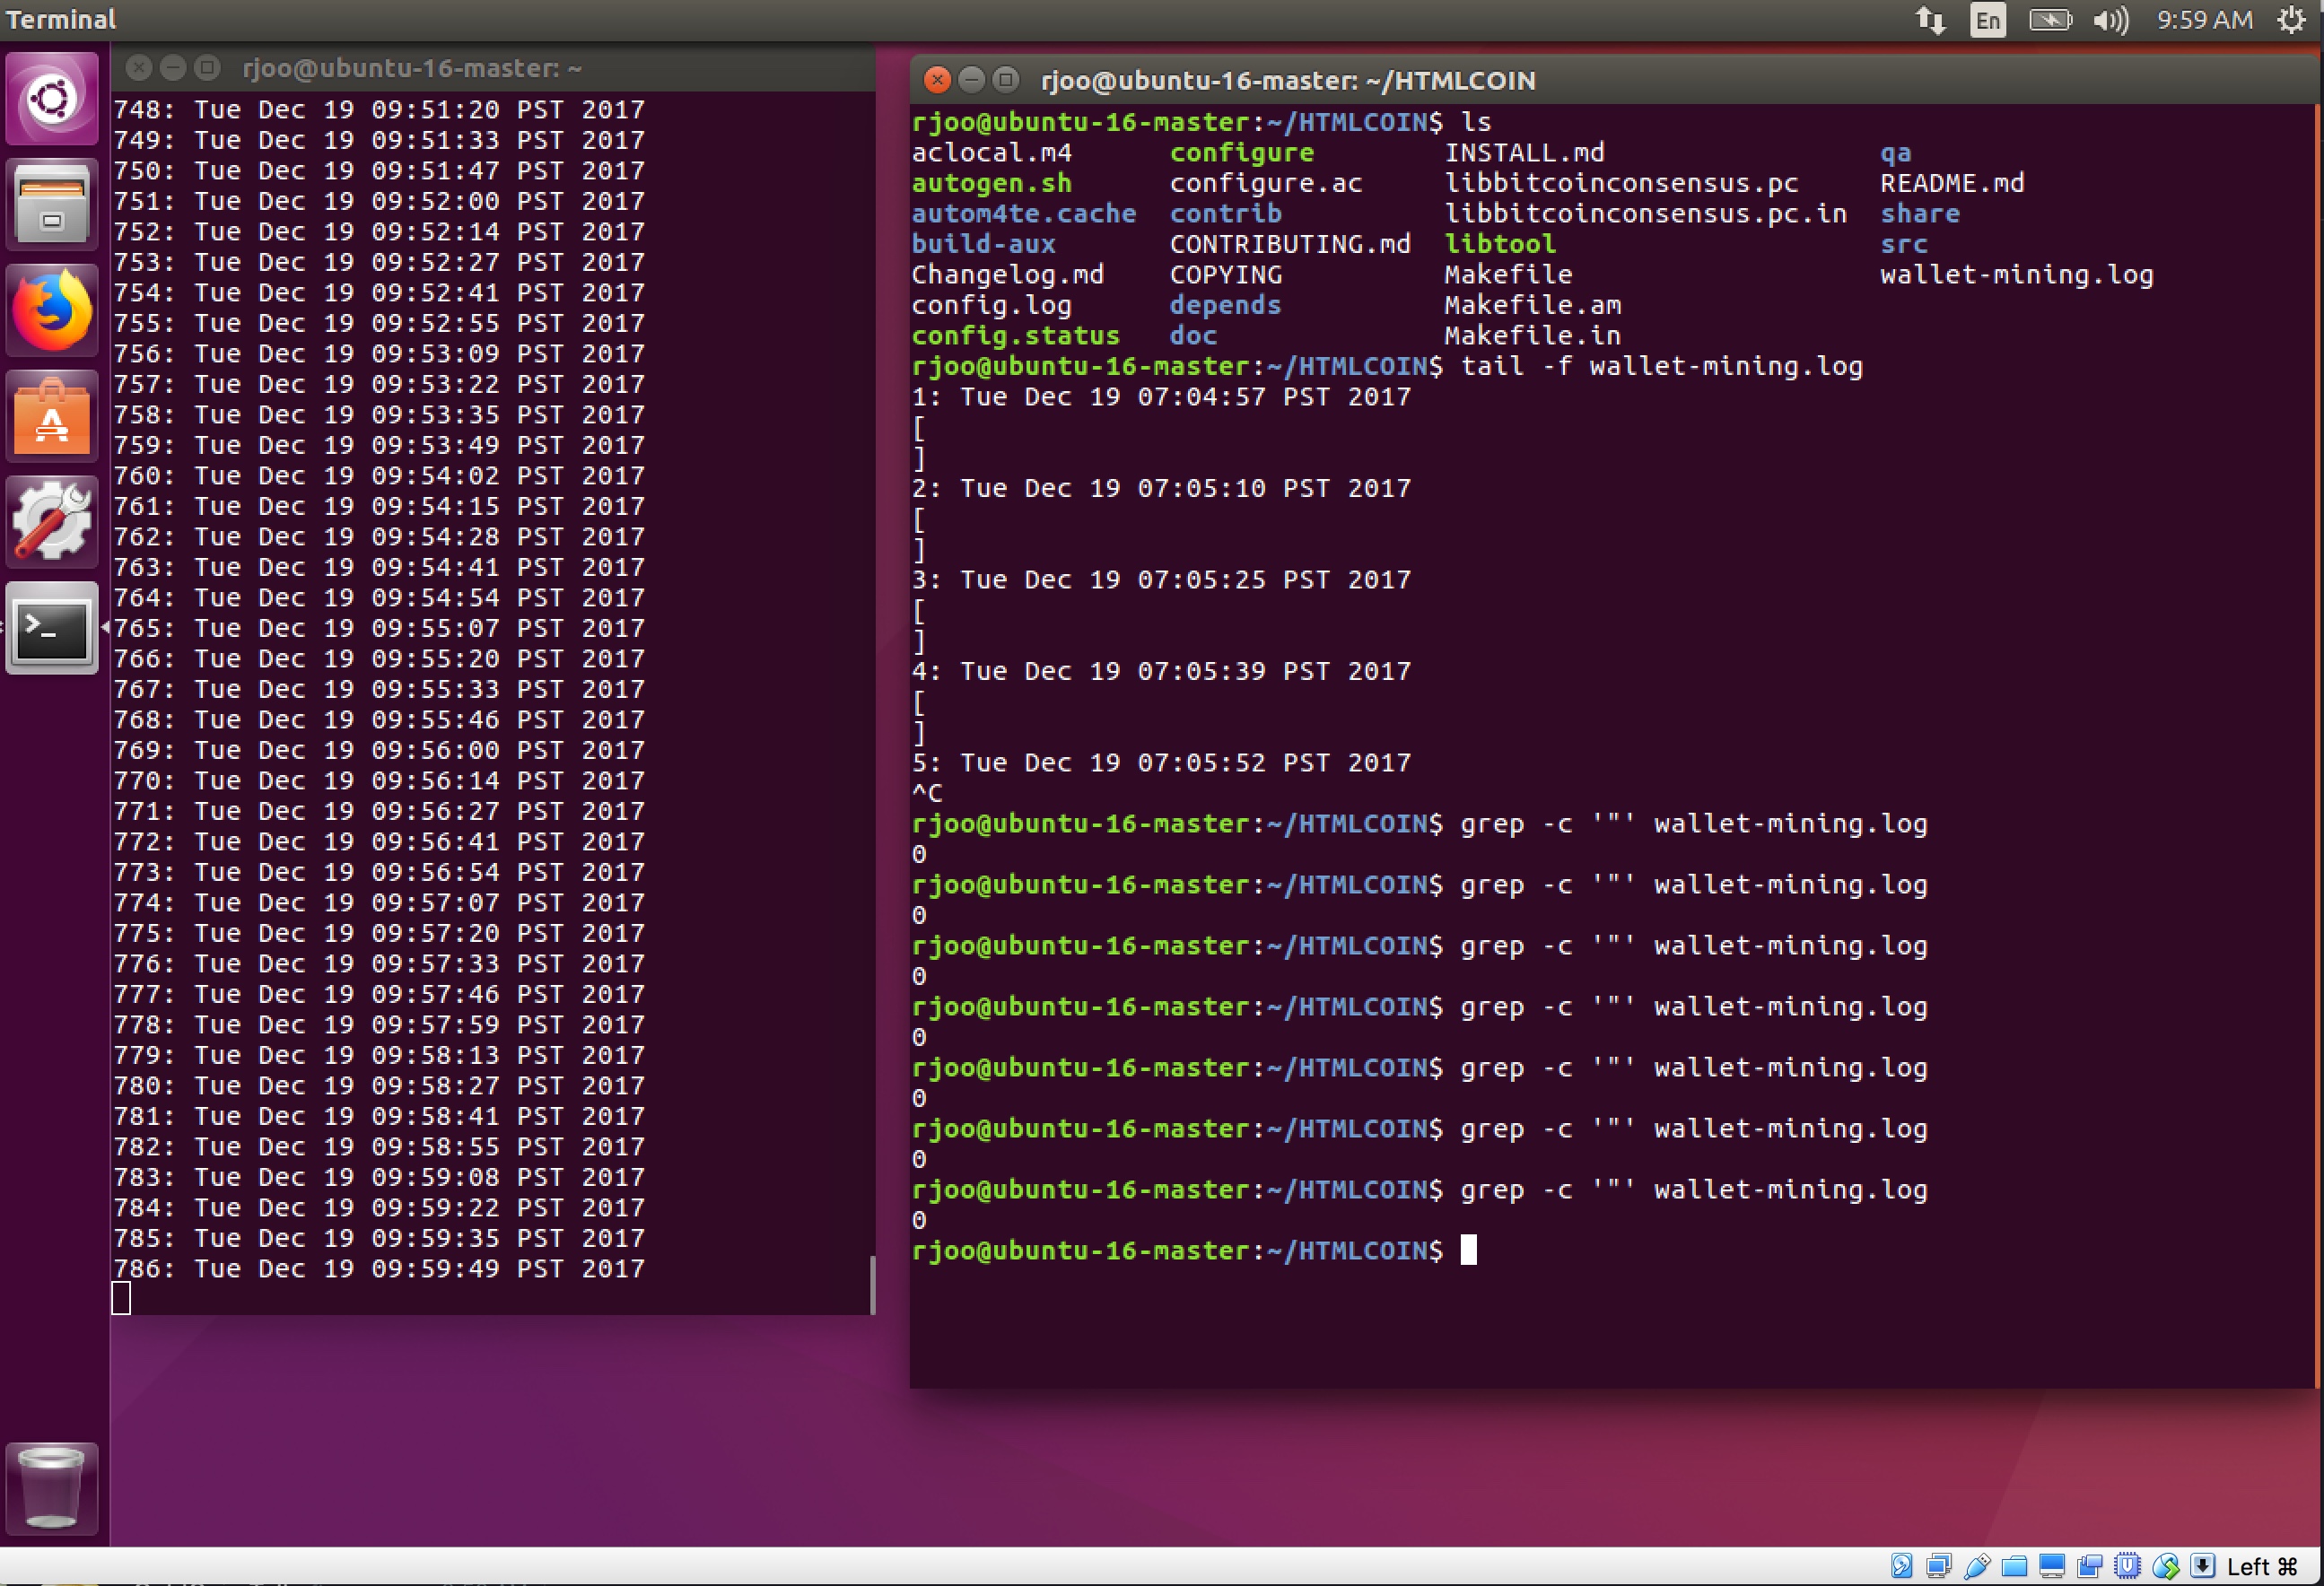 Terminal
En
9:59 AM
rjoo@ubuntu-16-master: ~
748: Tue Dec 19 09:51:20 PST 2017
749: Tue Dec 19 09:51:33 PST 2017
750: Tue Dec 19 09:51:47 PST 2017
751: Tue Dec 19 09:52:00 PST 2017
752: Tue Dec 19 09:52:14 PST 2017
753: Tue Dec 19 09:52:27 PST 2017
754: Tue Dec 19 09:52:41 PST 2017
755: Tue Dec 19 09:52:55 PST 2017
756: Tue Dec 19 09:53:09 PST 2017
757: Tue Dec 19 09:53:22 PST 2017
758: Tue Dec 19 09:53:35 PST 2017
759: Tue Dec 19 09:53:49 PST 2017
760: Tue Dec 19 09:54:02 PST 2017
761: Tue Dec 19 09:54:15 PST 2017
762: Tue Dec 19 09:54:28 PST 2017
763: Tue Dec 19 09:54:41 PST 2017
764: Tue Dec 19 09:54:54 PST 2017
765: Tue Dec 19 09:55:07 PST 2017
766: Tue Dec 19 09:55:20 PST 2017
767: Tue Dec 19 09:55:33 PST 2017
768: Tue Dec 19 09:55:46 PST 2017
769: Tue Dec 19 09:56:00 PST 2017
770: Tue Dec 19 09:56:14 PST 2017
771: Tue Dec 19 09:56:27 PST 2017
772: Tue Dec 19 09:56:41 PST 2017
773: Tue Dec 19 09:56:54 PST 2017
774: Tue Dec 19 09:57:07 PST 2017
775: Tue Dec 19 09:57:20 PST 2017
776: Tue Dec 19 09:57:33 PST 2017
777: Tue Dec 19 09:57:46 PST 2017
778: Tue Dec 19 09:57:59 PST 2017
779: Tue Dec 19 09:58:13 PST 2017
780: Tue Dec 19 09:58:27 PST 2017
781: Tue Dec 19 09:58:41 PST 2017
782: Tue Dec 19 09:58:55 PST 2017
783: Tue Dec 19 09:59:08 PST 2017
784: Tue Dec 19 09:59:22 PST 2017
785: Tue Dec 19 09:59:35 PST 2017
786: Tue Dec 19 09:59:49 PST 2017
rjoo@ubuntu-16-master: ~/HTMLCOIN
rjoo@ubuntu-16-master:~/HTMLCOIN$ ls
aclocal.m4 configure INSTALL.md qa
autogen.sh configure.ac libbitcoinconsensus.pc README.md
autom4te.cache contrib libbitcoinconsensus.pc.in share
build-aux CONTRIBUTING.md libtool src
Changelog.md COPYING Makefile wallet-mining.log
config.log depends Makefile.am
config.status doc Makefile.in
rjoo@ubuntu-16-master:~/HTMLCOIN$ tail -f wallet-mining.log
1: Tue Dec 19 07:04:57 PST 2017
[
]
2: Tue Dec 19 07:05:10 PST 2017
[
]
3: Tue Dec 19 07:05:25 PST 2017
[
]
4: Tue Dec 19 07:05:39 PST 2017
[
]
5: Tue Dec 19 07:05:52 PST 2017
^C
rjoo@ubuntu-16-master:~/HTMLCOIN$ grep -c '"' wallet-mining.log
0
rjoo@ubuntu-16-master:~/HTMLCOIN$ grep -c '"' wallet-mining.log
0
rjoo@ubuntu-16-master:~/HTMLCOIN$ grep -c '"' wallet-mining.log
0
rjoo@ubuntu-16-master:~/HTMLCOIN$ grep -c '"' wallet-mining.log
0
rjoo@ubuntu-16-master:~/HTMLCOIN$ grep -c '"' wallet-mining.log
0
rjoo@ubuntu-16-master:~/HTMLCOIN$ grep -c '"' wallet-mining.log
0
rjoo@ubuntu-16-master:~/HTMLCOIN$ grep -c '"' wallet-mining.log
0
rjoo@ubuntu-16-master:~/HTMLCOIN$
Left ⌘